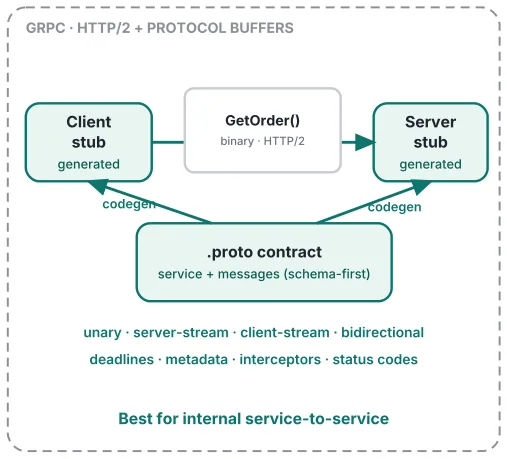 GRPC · HTTP/2 + PROTOCOL BUFFERS
Client
stub
generated
GetOrder()
binary · HTTP/2
Server
stub
generated
codegen
codegen
.proto contract
service + messages (schema-first)
unary · server-stream · client-stream · bidirectional
deadlines · metadata · interceptors · status codes
Best for internal service-to-service